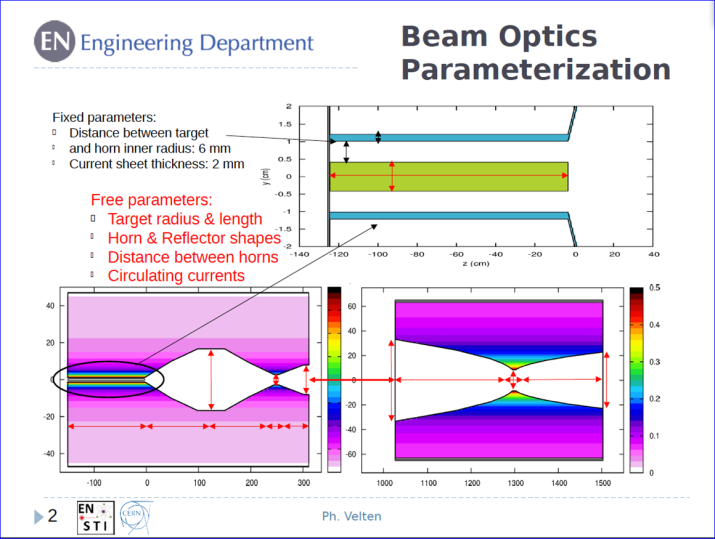 EN Engineering Department
Beam Optics
Parameterization
Fixed parameters:
Distance between target
and horn inner radius: 6 mm
Current sheet thickness: 2 mm
Free parameters:
Target radius & length
Horn & Reflector shapes
Distance between horns
Circulating currents
2
1.5
1
0.5
0
-0.5
-1
-1.5
-2
y (cm)
-140 -120 -100 -80 -60 -40 -20 0 20 40
z (cm)
40
20
0
-20
-40
-100 0 100 200 300
60
40
20
0
-20
-40
-60
1000 1100 1200 1300 1400 1500
0.5
0.4
0.3
0.2
0.1
0
2
EN
STI
CERN
Ph. Velten